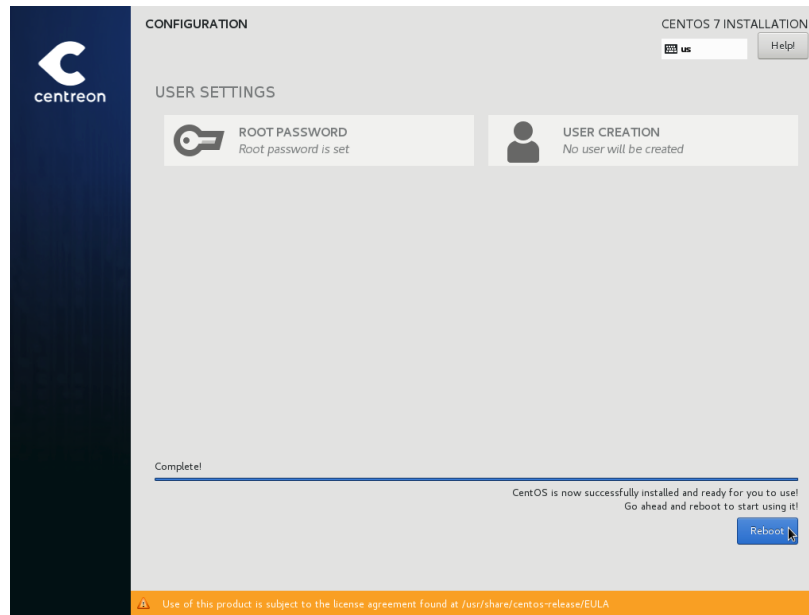 centreon
CONFIGURATION
CENTOS 7 INSTALLATION
us
Help!
USER SETTINGS
ROOT PASSWORD
Root password is set
USER CREATION
No user will be created
Complete!
CentOS is now successfully installed and ready for you to use!
Go ahead and reboot to start using it!
Reboot
Use of this product is subject to the license agreement found at /usr/share/centos-release/EULA